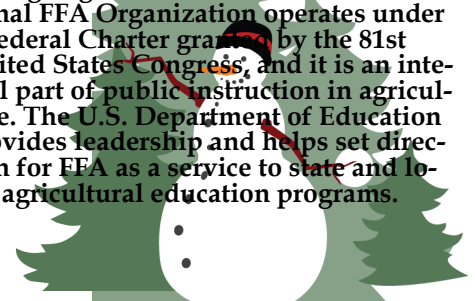 nal FFA Organization operates under
ederal Charter granted by the 81st
ited States Congress, and it is an inte-
l part of public instruction in agricul-
e. The U.S. Department of Education
ovides leadership and helps set direc-
n for FFA as a service to state and lo-
agricultural education programs.